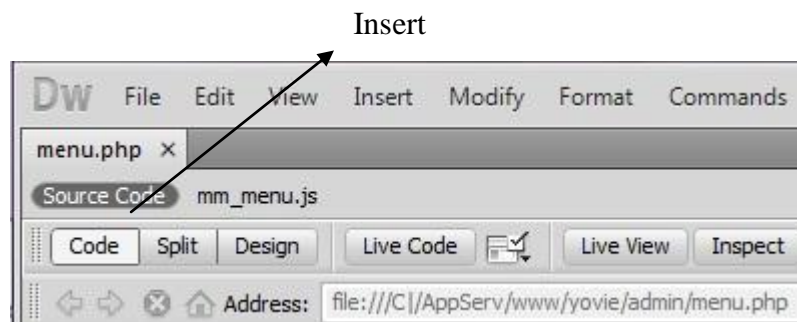 Insert
Dw File Edit View Insert Modify Format Commands
menu.php ×
Source Code mm_menu.js
Code Split Design Live Code Live View Inspect
Address: file:///C|/AppServ/www/yovie/admin/menu.php